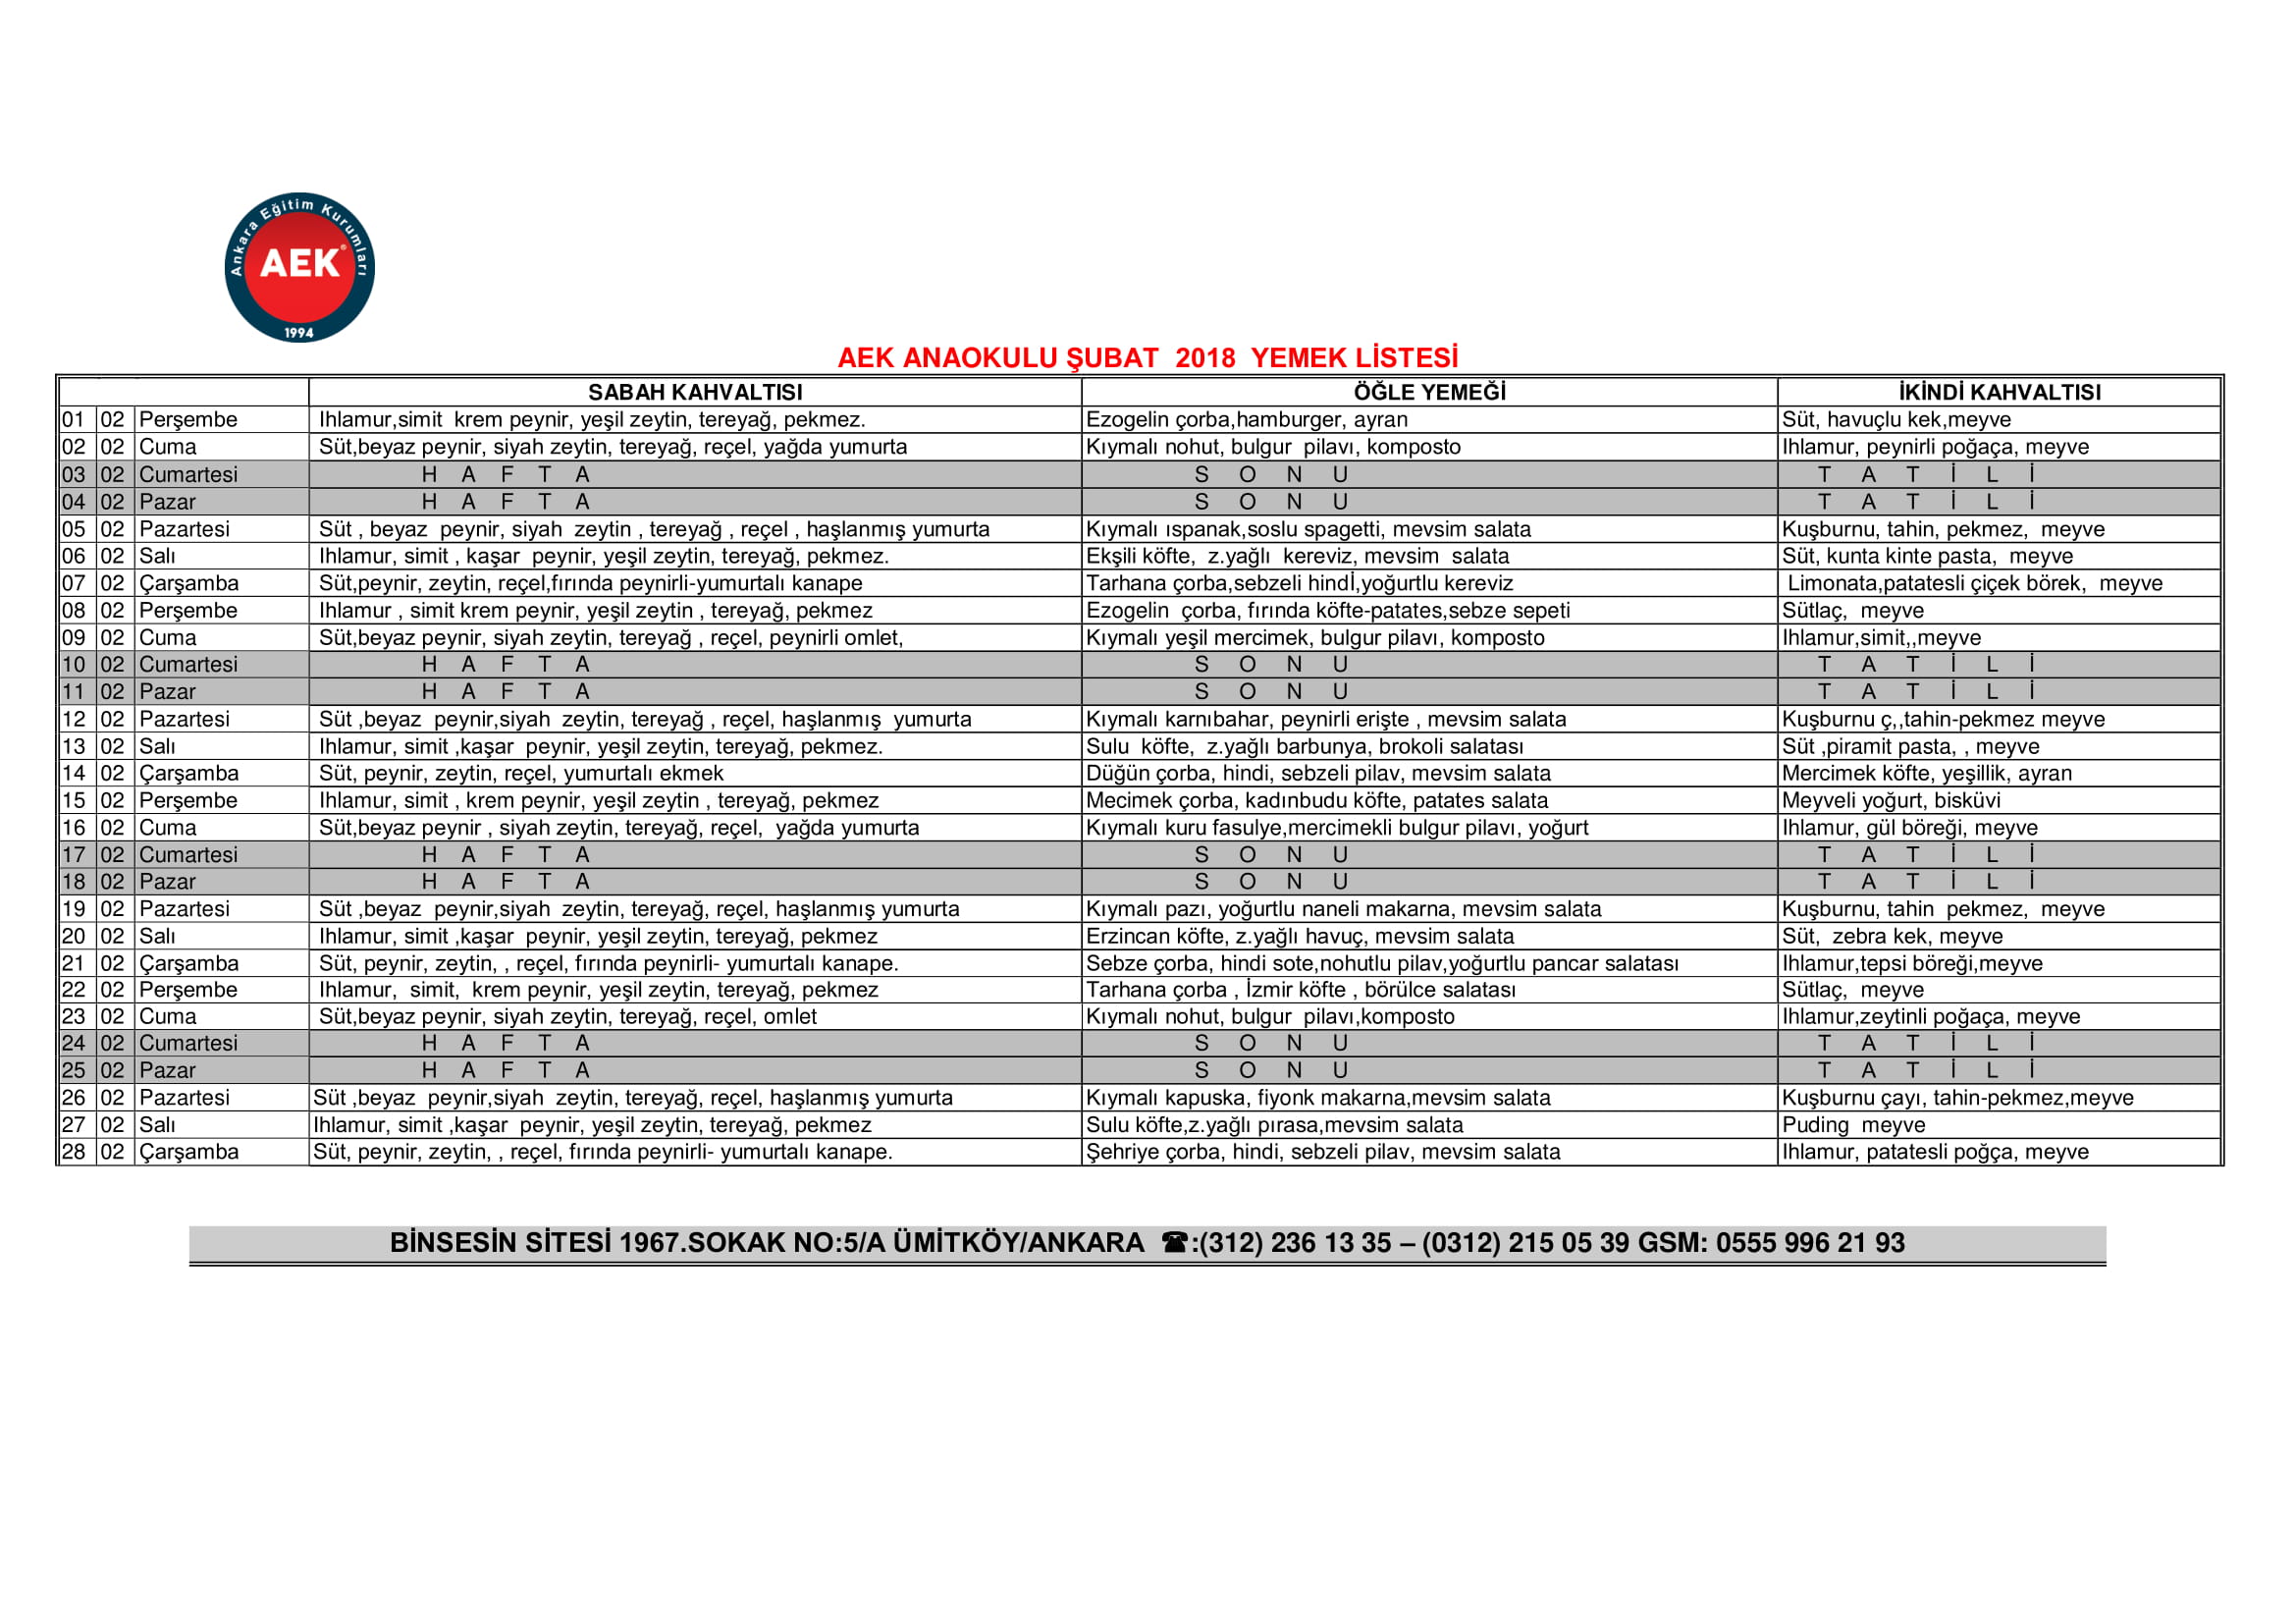 Ankara Eğitim Kurumları
AEK®
1994
AEK ANAOKULU ŞUBAT 2018 YEMEK LİSTESİ
SABAH KAHVALTISI ÖĞLE YEMEĞİ İKİNDİ KAHVALTISI
01 02 Perşembe Ihlamur,simit krem peynir, yeşil zeytin, tereyağ, pekmez. Ezogelin çorba,hamburger, ayran Süt, havuçlu kek,meyve
02 02 Cuma Süt,beyaz peynir, siyah zeytin, tereyağ, reçel, yağda yumurta Kıymalı nohut, bulgur pilavı, komposto Ihlamur, peynirli poğaça, meyve
03 02 Cumartesi H A F T A S O N U T A T İ L İ
04 02 Pazar H A F T A S O N U T A T İ L İ
05 02 Pazartesi Süt , beyaz peynir, siyah zeytin , tereyağ , reçel , haşlanmış yumurta Kıymalı ıspanak,soslu spagetti, mevsim salata Kuşburnu, tahin, pekmez, meyve
06 02 Salı Ihlamur, simit , kaşar peynir, yeşil zeytin, tereyağ, pekmez. Ekşili köfte, z.yağlı kereviz, mevsim salata Süt, kunta kinte pasta, meyve
07 02 Çarşamba Süt,peynir, zeytin, reçel,fırında peynirli-yumurtalı kanape Tarhana çorba,sebzeli hindİ,yoğurtlu kereviz Limonata,patatesli çiçek börek, meyve
08 02 Perşembe Ihlamur , simit krem peynir, yeşil zeytin , tereyağ, pekmez Ezogelin çorba, fırında köfte-patates,sebze sepeti Sütlaç, meyve
09 02 Cuma Süt,beyaz peynir, siyah zeytin, tereyağ , reçel, peynirli omlet, Kıymalı yeşil mercimek, bulgur pilavı, komposto Ihlamur,simit,,meyve
10 02 Cumartesi H A F T A S O N U T A T İ L İ
11 02 Pazar H A F T A S O N U T A T İ L İ
12 02 Pazartesi Süt ,beyaz peynir,siyah zeytin, tereyağ , reçel, haşlanmış yumurta Kıymalı karnıbahar, peynirli erişte , mevsim salata Kuşburnu ç,,tahin-pekmez meyve
13 02 Salı Ihlamur, simit ,kaşar peynir, yeşil zeytin, tereyağ, pekmez. Sulu köfte, z.yağlı barbunya, brokoli salatası Süt ,piramit pasta, , meyve
14 02 Çarşamba Süt, peynir, zeytin, reçel, yumurtalı ekmek Düğün çorba, hindi, sebzeli pilav, mevsim salata Mercimek köfte, yeşillik, ayran
15 02 Perşembe Ihlamur, simit , krem peynir, yeşil zeytin , tereyağ, pekmez Mecimek çorba, kadınbudu köfte, patates salata Meyveli yoğurt, bisküvi
16 02 Cuma Süt,beyaz peynir , siyah zeytin, tereyağ, reçel, yağda yumurta Kıymalı kuru fasulye,mercimekli bulgur pilavı, yoğurt Ihlamur, gül böreği, meyve
17 02 Cumartesi H A F T A S O N U T A T İ L İ
18 02 Pazar H A F T A S O N U T A T İ L İ
19 02 Pazartesi Süt ,beyaz peynir,siyah zeytin, tereyağ, reçel, haşlanmış yumurta Kıymalı pazı, yoğurtlu naneli makarna, mevsim salata Kuşburnu, tahin pekmez, meyve
20 02 Salı Ihlamur, simit ,kaşar peynir, yeşil zeytin, tereyağ, pekmez Erzincan köfte, z.yağlı havuç, mevsim salata Süt, zebra kek, meyve
21 02 Çarşamba Süt, peynir, zeytin, , reçel, fırında peynirli- yumurtalı kanape. Sebze çorba, hindi sote,nohutlu pilav,yoğurtlu pancar salatası Ihlamur,tepsi böreği,meyve
22 02 Perşembe Ihlamur, simit, krem peynir, yeşil zeytin, tereyağ, pekmez Tarhana çorba , İzmir köfte , börülce salatası Sütlaç, meyve
23 02 Cuma Süt,beyaz peynir, siyah zeytin, tereyağ, reçel, omlet Kıymalı nohut, bulgur pilavı,komposto Ihlamur,zeytinli poğaça, meyve
24 02 Cumartesi H A F T A S O N U T A T İ L İ
25 02 Pazar H A F T A S O N U T A T İ L İ
26 02 Pazartesi Süt ,beyaz peynir,siyah zeytin, tereyağ, reçel, haşlanmış yumurta Kıymalı kapuska, fiyonk makarna,mevsim salata Kuşburnu çayı, tahin-pekmez,meyve
27 02 Salı Ihlamur, simit ,kaşar peynir, yeşil zeytin, tereyağ, pekmez Sulu köfte,z.yağlı pırasa,mevsim salata Puding meyve
28 02 Çarşamba Süt, peynir, zeytin, , reçel, fırında peynirli- yumurtalı kanape. Şehriye çorba, hindi, sebzeli pilav, mevsim salata Ihlamur, patatesli poğça, meyve
BİNSESİN SİTESİ 1967.SOKAK NO:5/A ÜMİTKÖY/ANKARA ☎:(312) 236 13 35 – (0312) 215 05 39 GSM: 0555 996 21 93